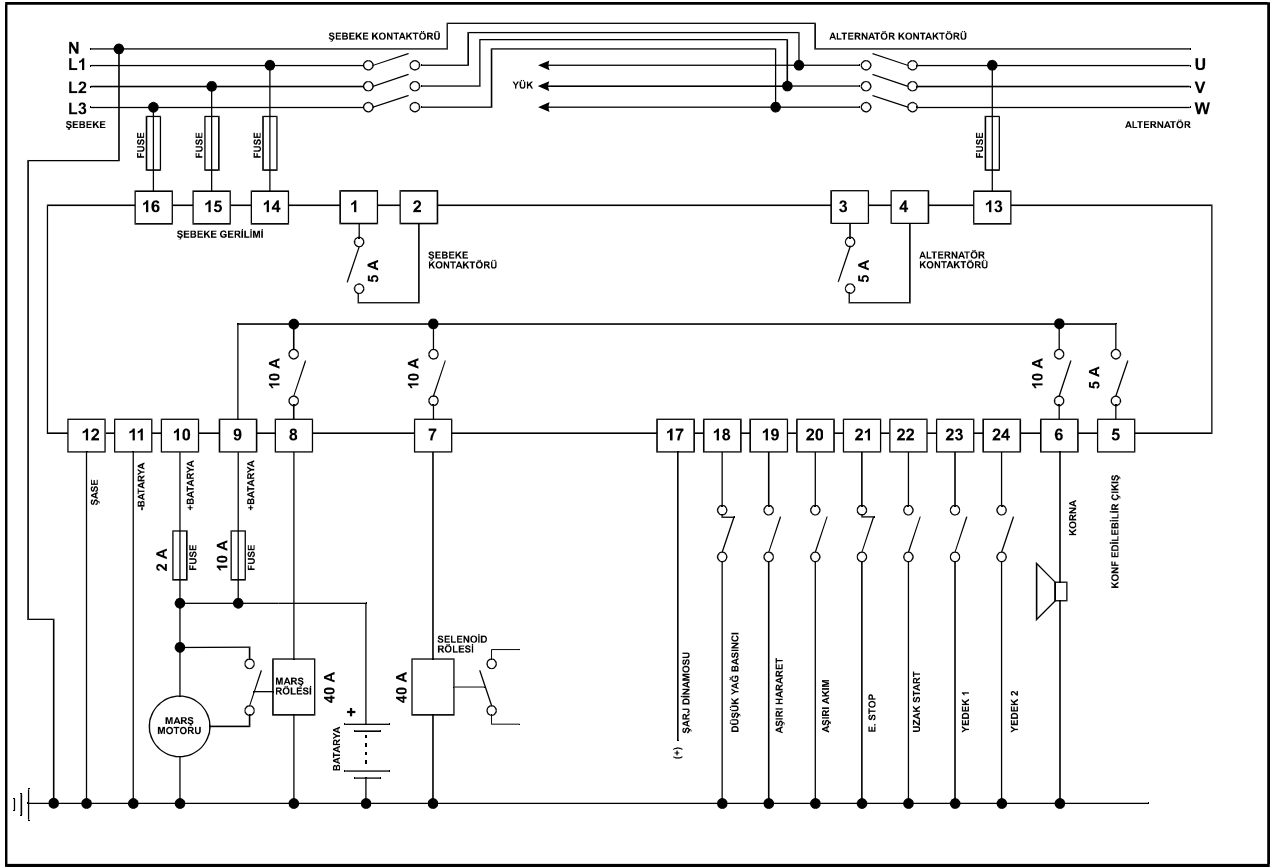 ŞEBEKE KONTAKTÖRÜ
ALTERNATÖR KONTAKTÖRÜ
N
L1
U
L2
YÜK
V
L3
W
ŞEBEKE
ALTERNATÖR
FUSE
FUSE
FUSE
FUSE
16
15
14
1
2
3
4
13
ŞEBEKE GERİLİMİ
5 A
ŞEBEKE
KONTAKTÖRÜ
5 A
ALTERNATÖR
KONTAKTÖRÜ
10 A
10 A
10 A
5 A
12
11
10
9
8
7
17
18
19
20
21
22
23
24
6
5
ŞASE
-BATARYA
+BATARYA
+BATARYA
KORNA
KONF EDİLEBİLİR ÇIKIŞ
2 A
FUSE
10 A
FUSE
SELENOİD
RÖLESİ
MARŞ
RÖLESİ
40 A
40 A
MARŞ
MOTORU
+
BATARYA
(+)
ŞARJ DİNAMOSU
DÜŞÜK YAĞ BASINCI
AŞIRI HARARET
AŞIRI AKIM
E. STOP
UZAK START
YEDEK 1
YEDEK 2